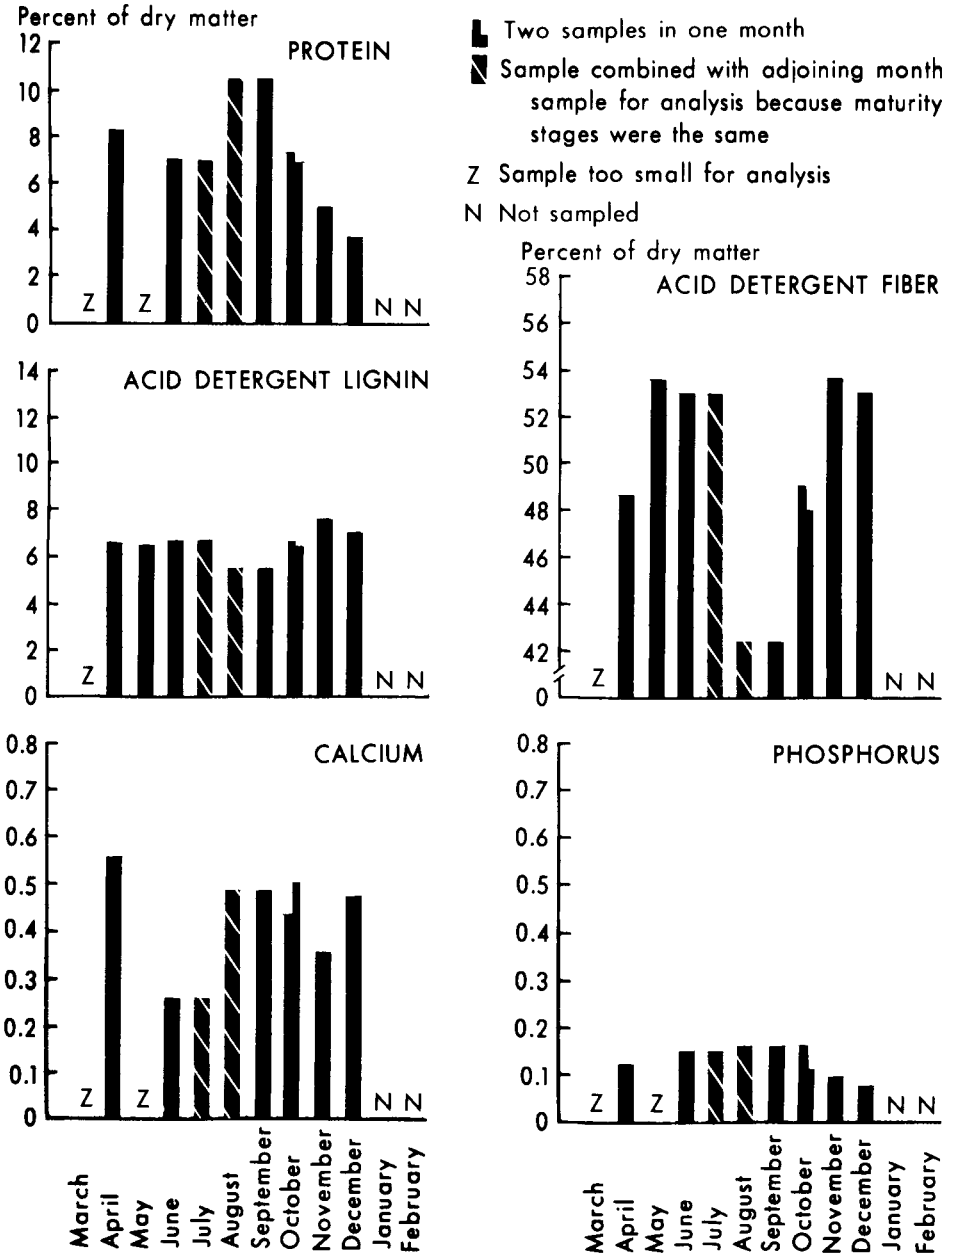 Percent of dry matter
PROTEIN
12
10
8
6
4
2
0
Z Z N N
Two samples in one month
Sample combined with adjoining month
sample for analysis because maturity
stages were the same
Z Sample too small for analysis
N Not sampled
Percent of dry matter
ACID DETERGENT FIBER
58
56
54
52
50
48
46
44
42
0
Z N N
ACID DETERGENT LIGNIN
14
12
10
8
6
4
2
0
Z N N
CALCIUM
0.8
0.7
0.6
0.5
0.4
0.3
0.2
0.1
0
Z Z N N
March
April
May
June
July
August
September
October
November
December
January
February
PHOSPHORUS
0.8
0.7
0.6
0.5
0.4
0.3
0.2
0.1
0
Z Z N N
March
April
May
June
July
August
September
October
November
December
January
February